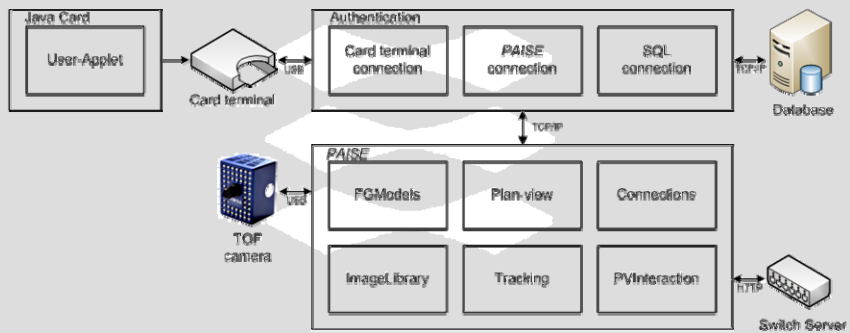 Java Card
Authentication
User-Applet
Card terminal
connection
PAISE
connection
SQL
connection
USB
TCP/IP
Card terminal
Database
TCP/IP
PAISE
FGModels
Plan-view
Connections
USB
TOF
camera
ImageLibrary
Tracking
PVInteraction
HTTP
Switch Server